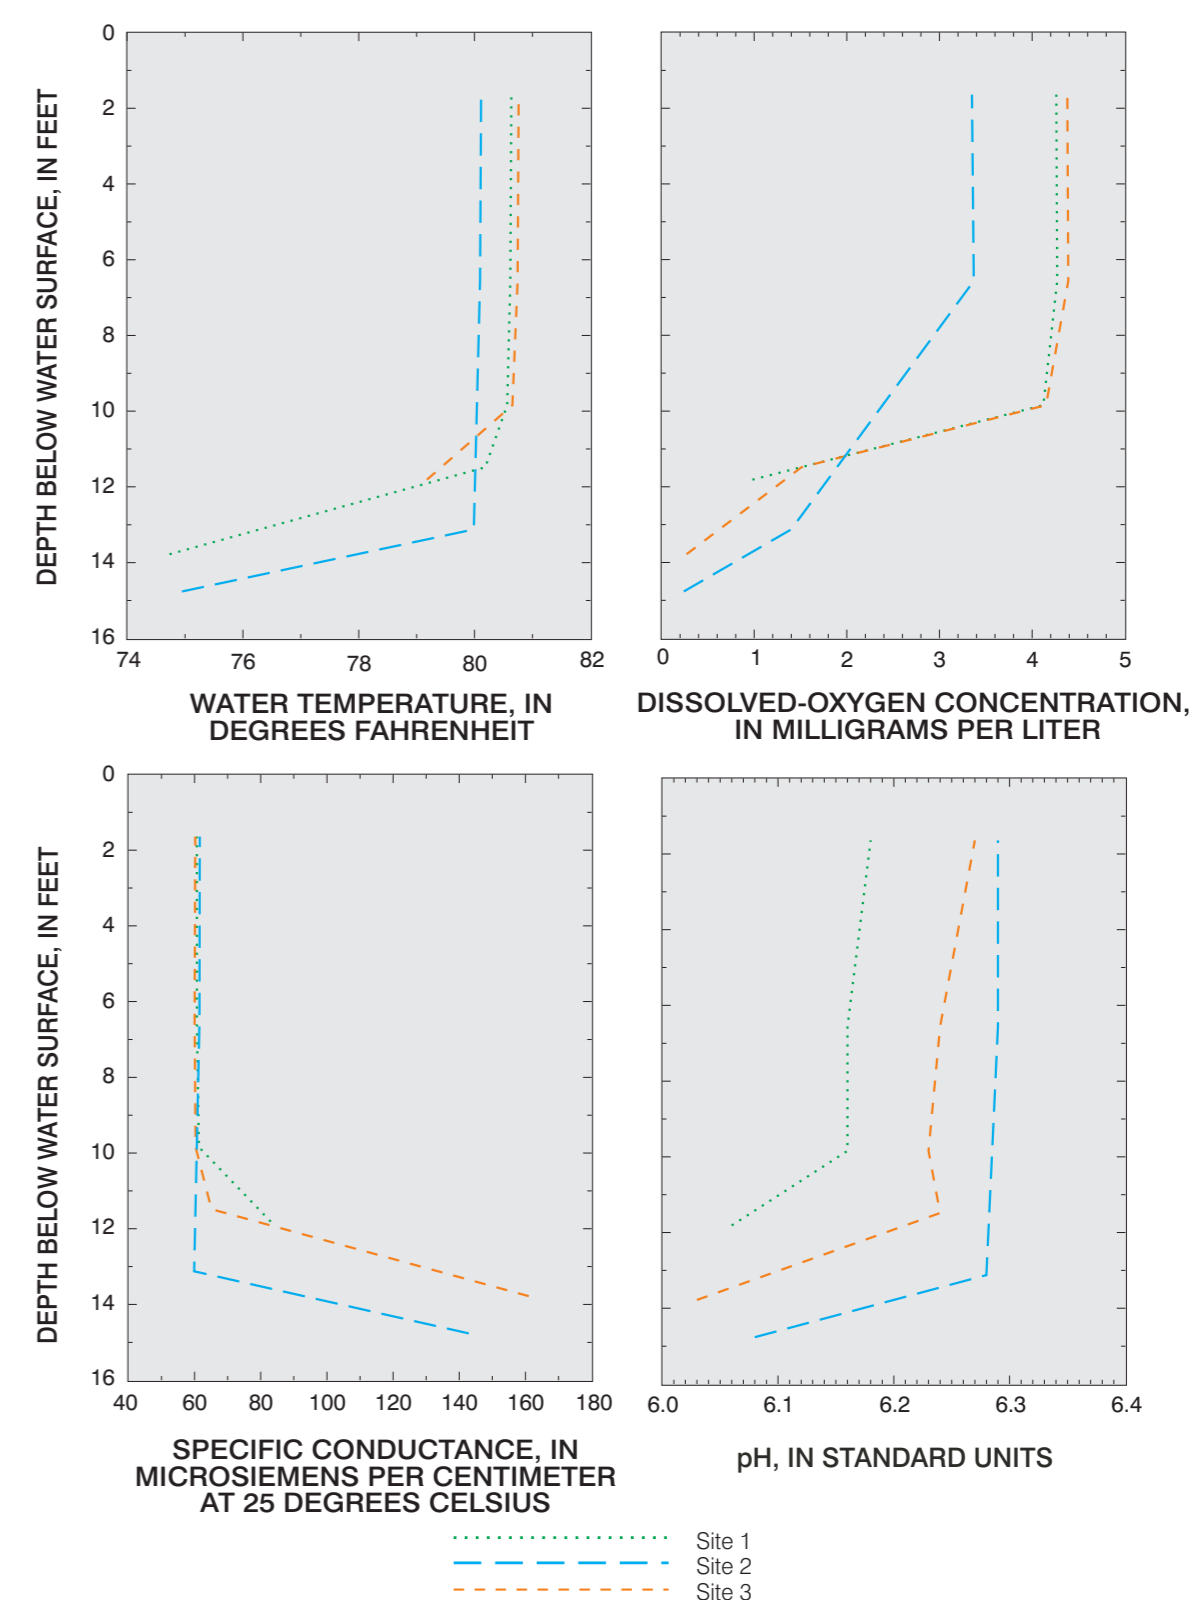 0
2
4
6
8
10
12
14
16
DEPTH BELOW WATER SURFACE, IN FEET
74 76 78 80 82
WATER TEMPERATURE, IN
DEGREES FAHRENHEIT
0 1 2 3 4 5
DISSOLVED-OXYGEN CONCENTRATION,
IN MILLIGRAMS PER LITER
0
2
4
6
8
10
12
14
16
DEPTH BELOW WATER SURFACE, IN FEET
40 60 80 100 120 140 160 180
SPECIFIC CONDUCTANCE, IN
MICROSIEMENS PER CENTIMETER
AT 25 DEGREES CELSIUS
6.0 6.1 6.2 6.3 6.4
pH, IN STANDARD UNITS
Site 1
Site 2
Site 3